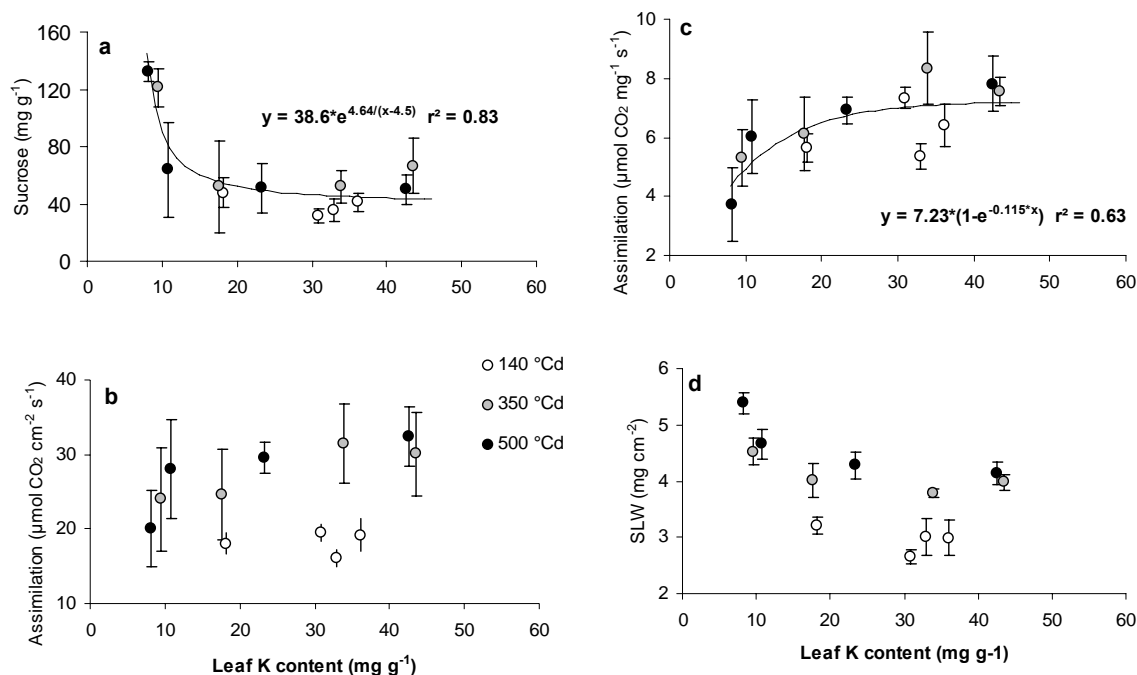 a
Sucrose (mg g⁻¹)
160
120
80
40
0
y = 38.6*e^4.64/(x-4.5) r² = 0.83
0 10 20 30 40 50 60
c
Assimilation (µmol CO₂ mg⁻¹ s⁻¹)
10
8
6
4
2
y = 7.23*(1-e^-0.115*x) r² = 0.63
0 10 20 30 40 50 60
b
Assimilation (µmol CO₂ cm⁻² s⁻¹)
40
30
20
10
140 °Cd
350 °Cd
500 °Cd
0 10 20 30 40 50 60
Leaf K content (mg g⁻¹)
d
SLW (mg cm⁻²)
6
5
4
3
2
0 10 20 30 40 50 60
Leaf K content (mg g-1)